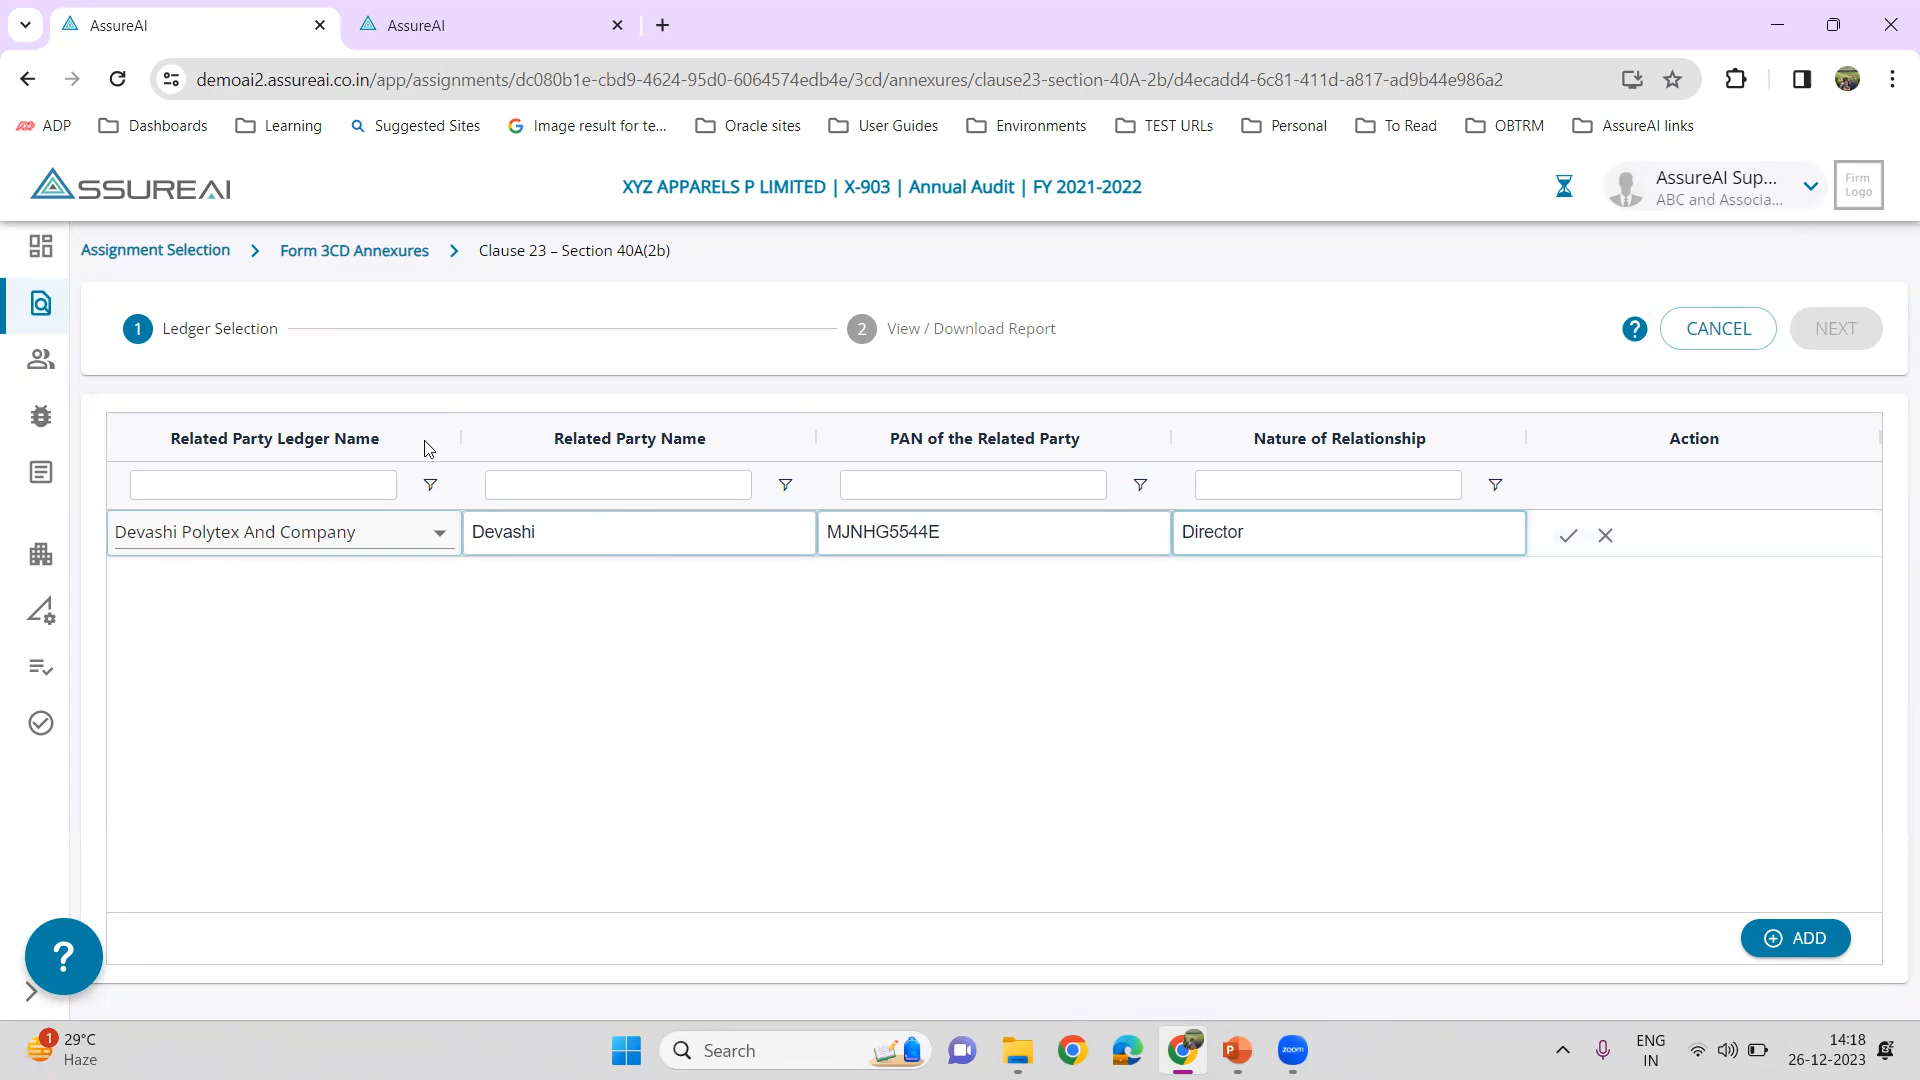 AssureAI
AssureAI
demoai2.assureai.co.in/app/assignments/dc080b1e-cbd9-4624-95d0-6064574edb4e/3cd/annexures/clause23-section-40A-2b/d4ecadd4-6c81-411d-a817-ad9b44e986a2
ADP Dashboards Learning Suggested Sites Image result for te... Oracle sites User Guides Environments TEST URLs Personal To Read OBTRM AssureAI links
SSUREAI
XYZ APPARELS P LIMITED | X-903 | Annual Audit | FY 2021-2022
AssureAI Sup...
ABC and Associa...
Firm
Logo
Assignment Selection > Form 3CD Annexures > Clause 23 – Section 40A(2b)
1 Ledger Selection
2 View / Download Report
?
CANCEL
NEXT
Related Party Ledger Name Related Party Name PAN of the Related Party Nature of Relationship Action
Devashi Polytex And Company Devashi MJNHG5544E Director
ADD
?
1
29°C
Haze
Search
zoom
ENG
IN
14:18
26-12-2023